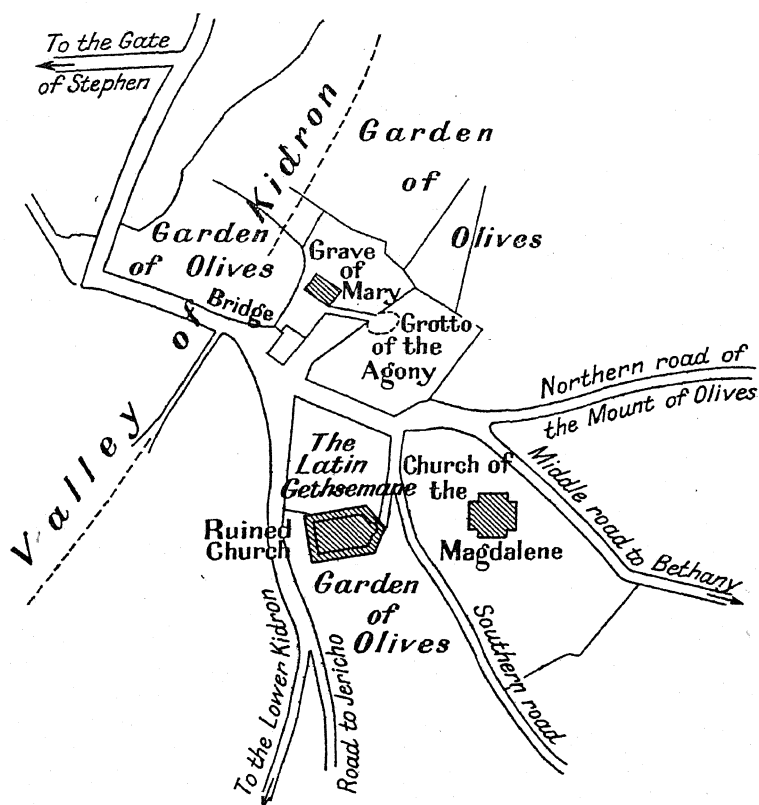 To the Gate
of Stephen
Valley of Kidron
Garden
of
Olives
Garden
of Olives
Grave
of
Mary
Bridge
Grotto
of the
Agony
Northern road of
the Mount of Olives
Middle road to Bethany
The
Latin
Gethsemane
Church of
the
Magdalene
Ruined
Church
Garden
of
Olives
Southern road
To the Lower Kidron
Road to Jericho